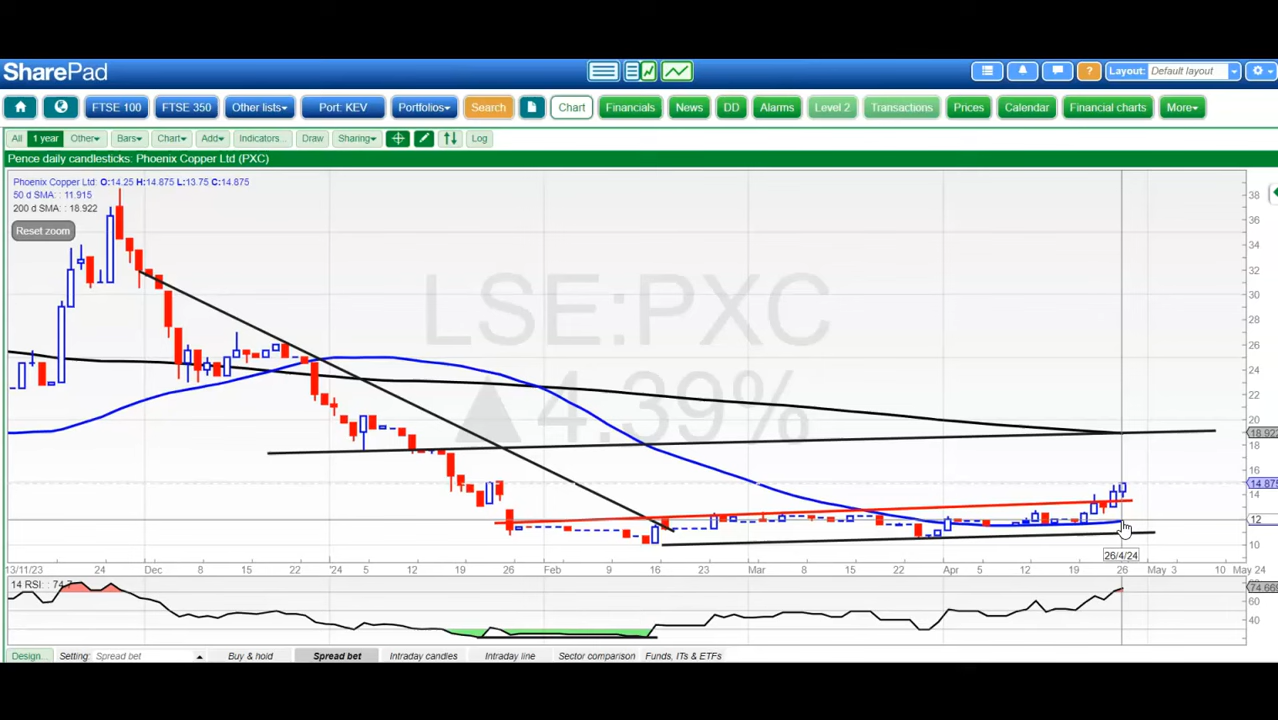 SharePad
Layout: Default layout
FTSE 100 FTSE 350 Other lists Port: KEV Portfolios Search Chart Financials News DD Alarms Level 2 Transactions Prices Calendar Financial charts More
All 1 year Other Bars Chart Add Indicators... Draw Sharing Log
Pence daily candlesticks: Phoenix Copper Ltd (PXC)
Phoenix Copper Ltd: O:14.25 H:14.875 L:13.75 C:14.875
50 d SMA: : 11.915
200 d SMA: : 18.922
Reset zoom
LSE:PXC
▲4.39%
38
36
34
32
30
28
26
24
22
20
18.922
18
16
14.875
14
12
10
26/4/24
13/11/23 24 Dec 8 15 22 '24 5 12 19 26 Feb 9 16 23 Mar 8 15 22 Apr 5 12 19 26 May 3 10 May 24
14 RSI: : 74.7
74.669
60
40
Design... Setting: Spread bet Buy & hold Spread bet Intraday candles Intraday line Sector comparison Funds, ITs & ETFs